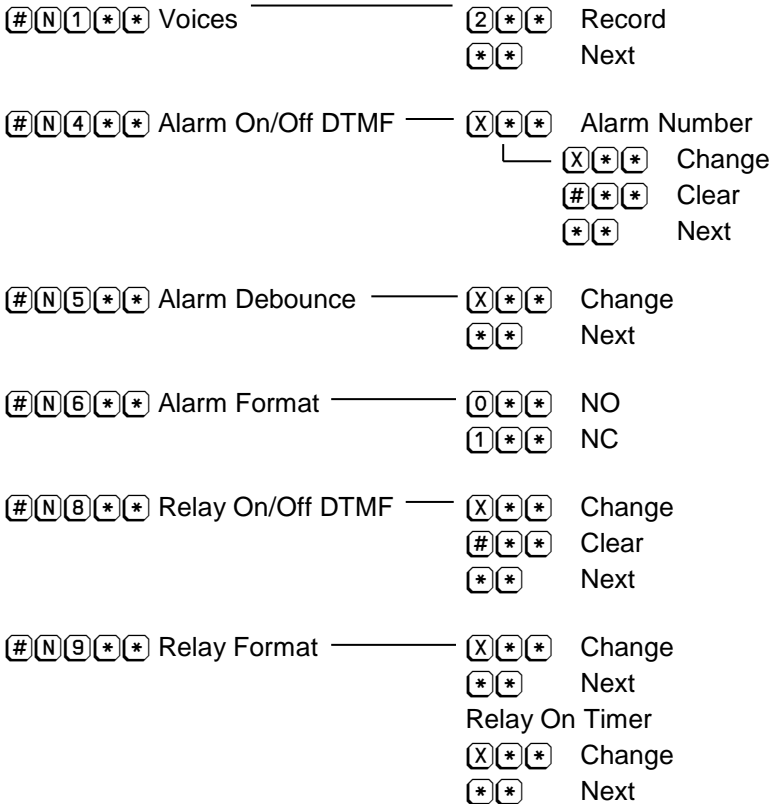 #N1** Voices 2** Record
** Next
#N4** Alarm On/Off DTMF X** Alarm Number
X** Change
#** Clear
** Next
#N5** Alarm Debounce X** Change
** Next
#N6** Alarm Format 0** NO
1** NC
#N8** Relay On/Off DTMF X** Change
#** Clear
** Next
#N9** Relay Format X** Change
** Next
Relay On Timer
X** Change
** Next